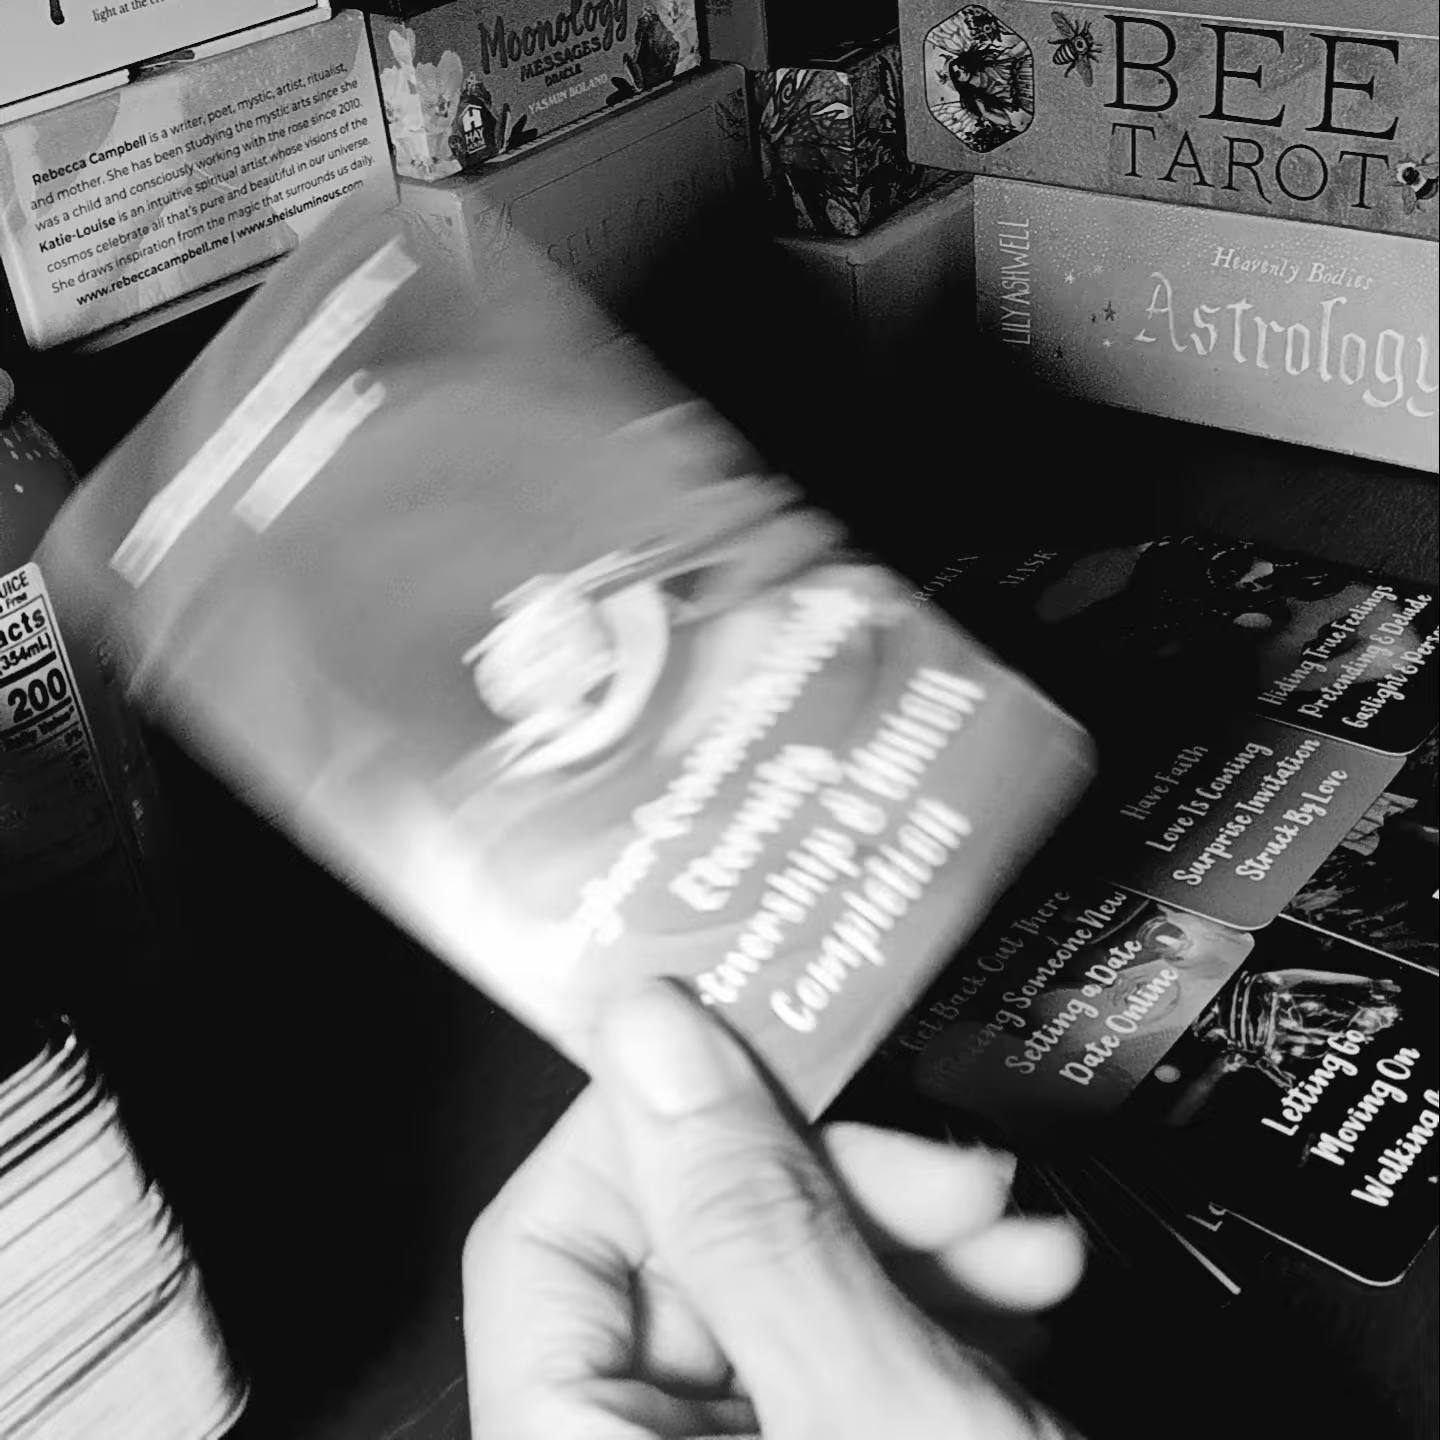 light at the
Rebecca Campbell is a writer, poet, mystic, artist, ritualist,
and mother. She has been studying the mystic arts since she
was a child and consciously working with the rose since 2010.
Katie-Louise is an intuitive spiritual artist whose visions of the
cosmos celebrate all that's pure and beautiful in our universe.
She draws inspiration from the magic that surrounds us daily.
www.rebeccacampbell.me | www.sheisluminous.com
Moonology
MESSAGES
ORACLE
YASMIN BOLAND
HAY
BEE
TAROT
LILY ASHWELL
Heavenly Bodies
Astrology
UICE
Free
acts
(354mL)
200
Eternity
& Union
Completion
BROKEN MASK
Hiding True Feelings
Pretending & Delude
Gaslight &
Have Faith
Love Is Coming
Surprise Invitation
Struck By Love
Get Back Out There
Someone New
Setting a Date
Date Online
Letting Go
Moving On
Walking